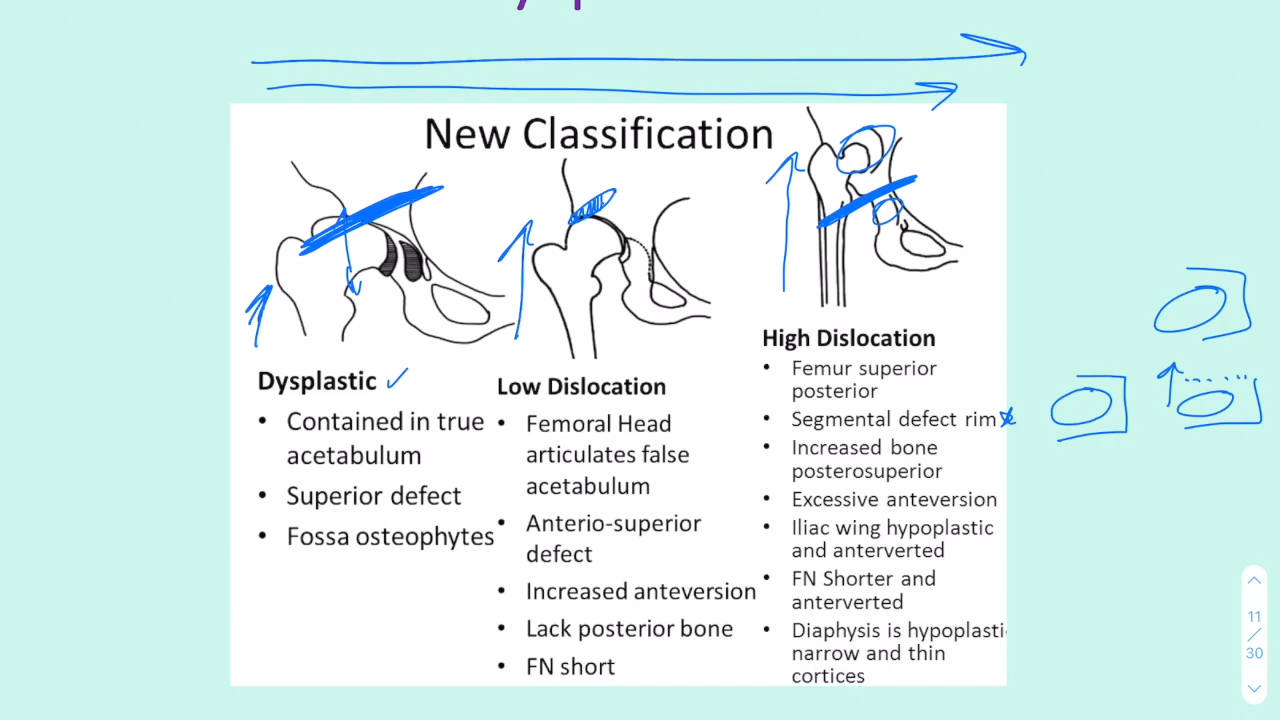 New Classification
Dysplastic
• Contained in true
acetabulum
• Superior defect
• Fossa osteophytes
Low Dislocation
• Femoral Head
articulates false
acetabulum
• Anterio-superior
defect
• Increased anteversion
• Lack posterior bone
• FN short
High Dislocation
• Femur superior
posterior
• Segmental defect rim
• Increased bone
posterosuperior
• Excessive anteversion
• Iliac wing hypoplastic
and anterverted
• FN Shorter and
anterverted
• Diaphysis is hypoplasti
narrow and thin
cortices
11
/
30